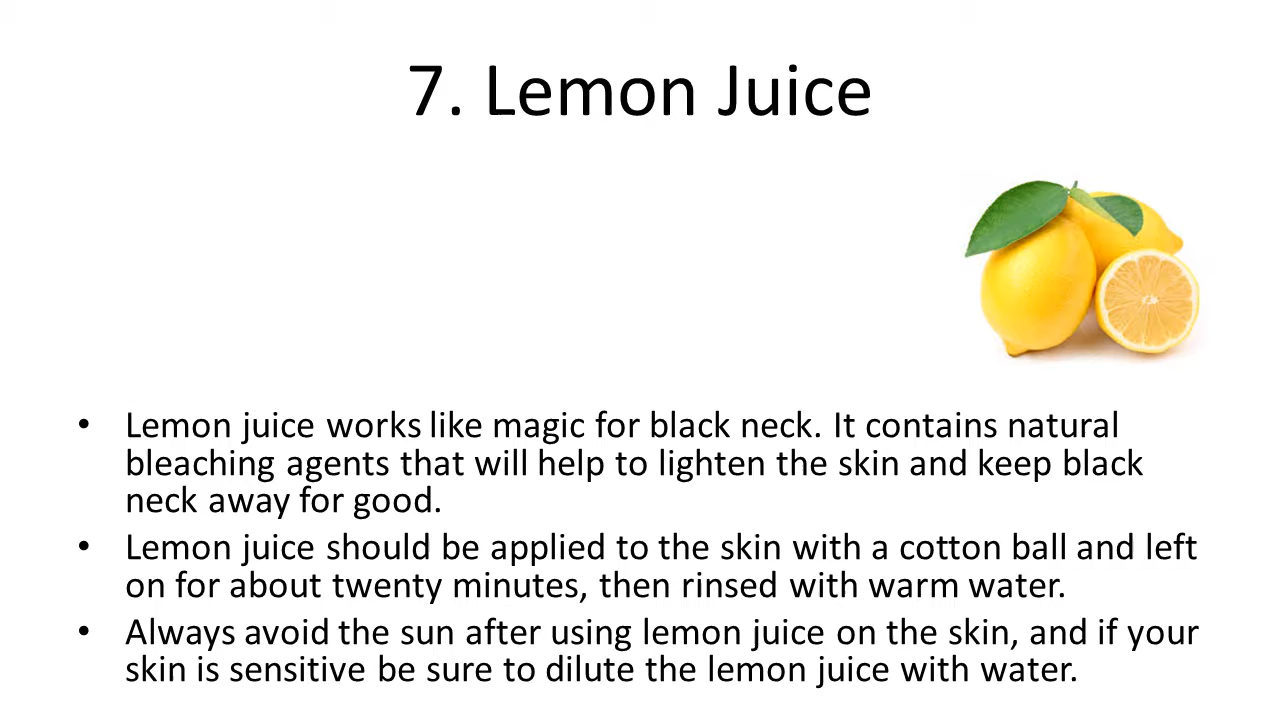 7. Lemon Juice
• Lemon juice works like magic for black neck. It contains natural
bleaching agents that will help to lighten the skin and keep black
neck away for good.
• Lemon juice should be applied to the skin with a cotton ball and left
on for about twenty minutes, then rinsed with warm water.
• Always avoid the sun after using lemon juice on the skin, and if your
skin is sensitive be sure to dilute the lemon juice with water.